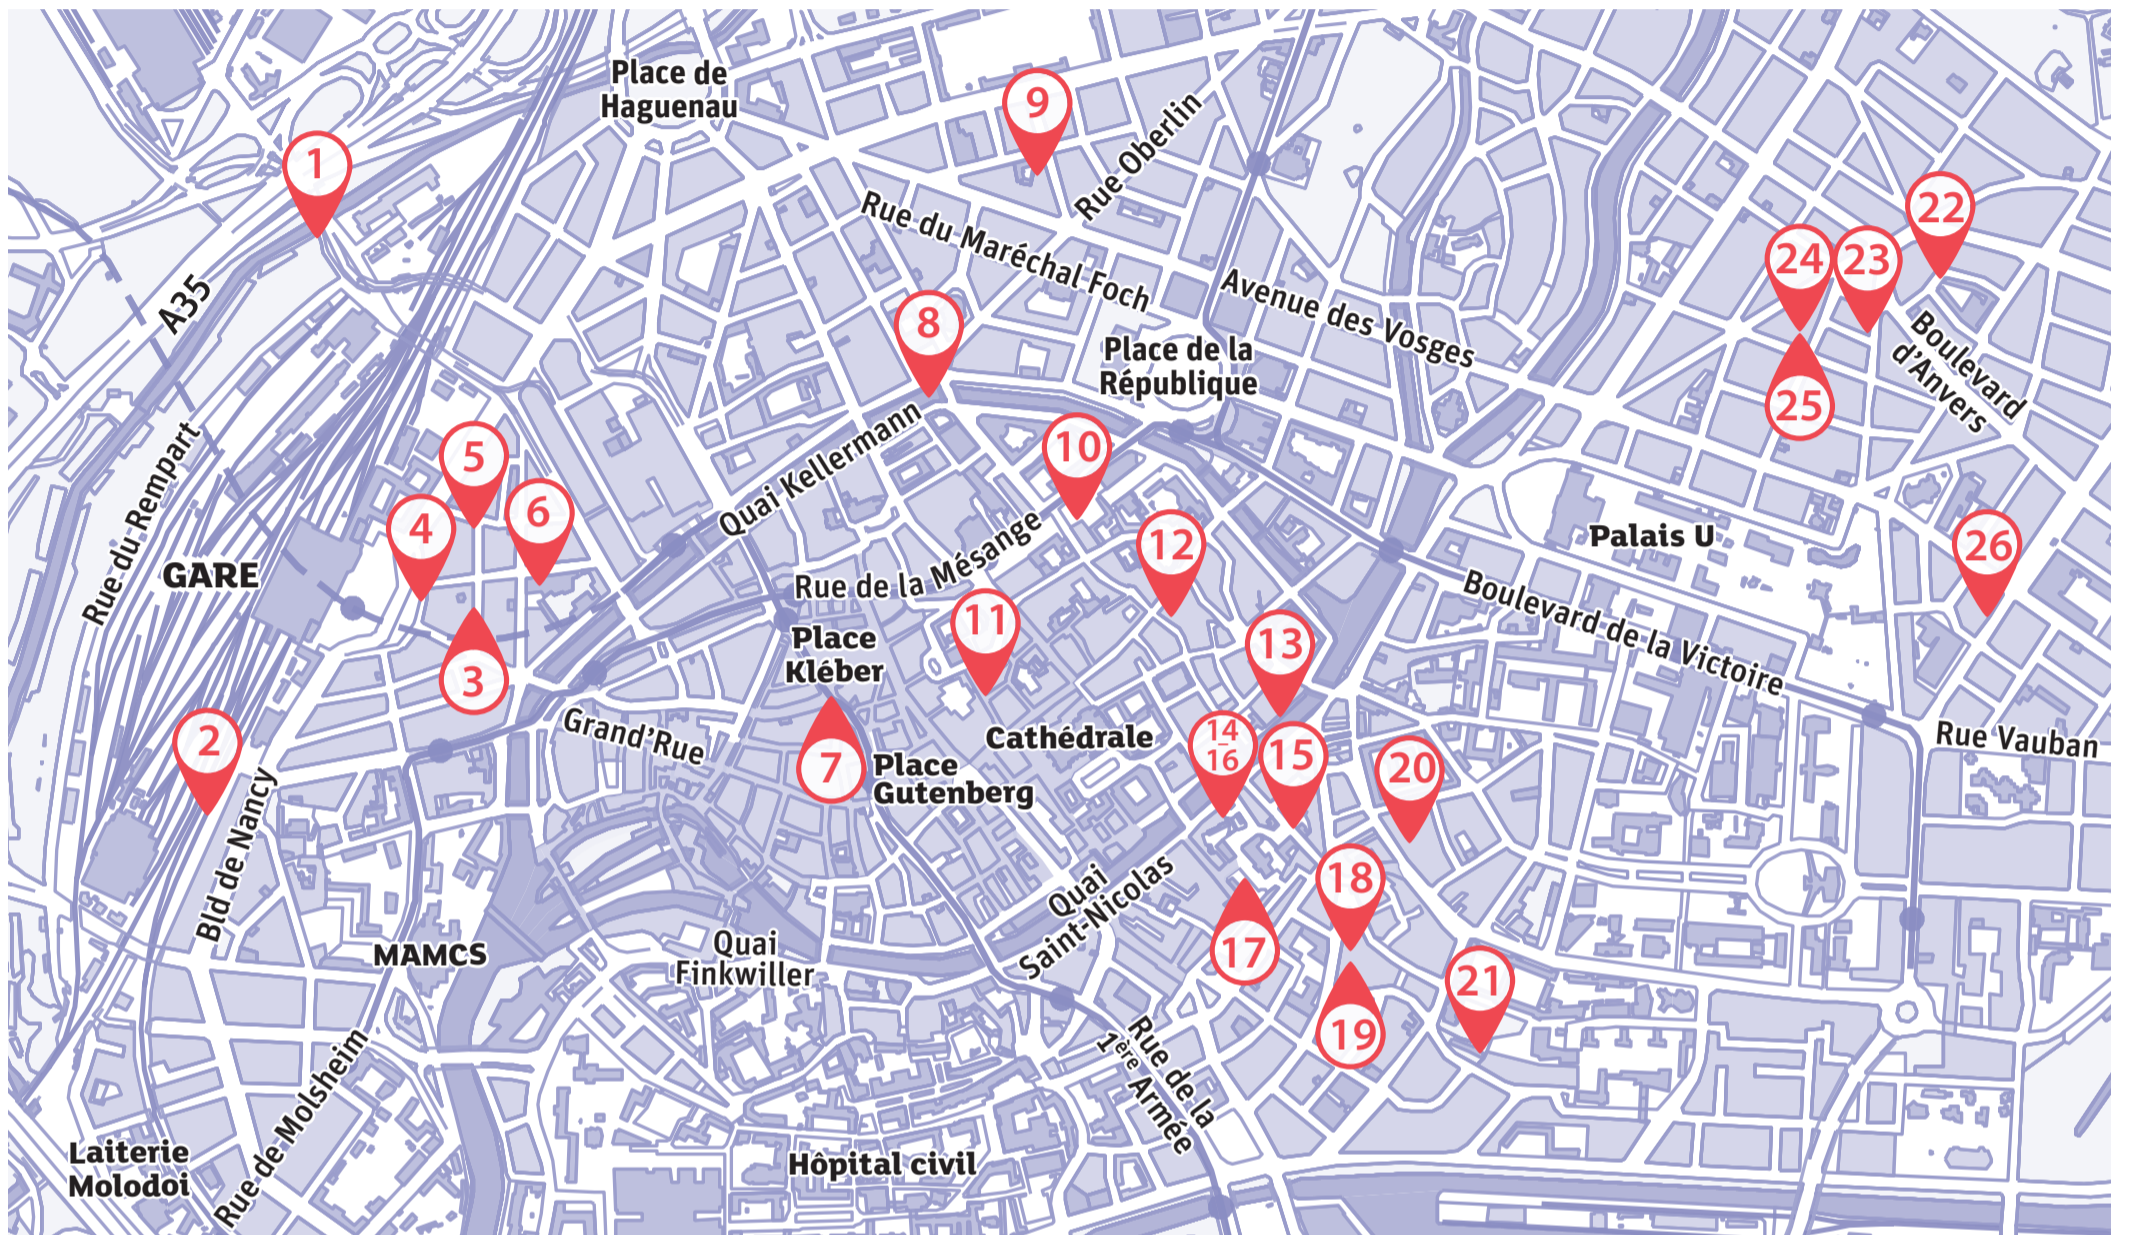 Place de
Haguenau
9
1
Rue Oberlin
22
Rue du Maréchal Foch
24
23
A35
Avenue des Vosges
8
Boulevard
d'Anvers
Place de la
République
25
Rue du Rempart
Quai Kellermann
5
10
4
6
Rue de la Mésange
12
Palais U
26
GARE
Boulevard de la Victoire
11
Place
Kléber
13
3
Grand'Rue
2
Cathédrale
14
–
16
15
20
Rue Vauban
7
Place
Gutenberg
Bld de Nancy
Quai
Saint-Nicolas
18
MAMCS
Quai
Finkwiller
17
21
19
Rue de la
1ère Armée
Rue de Molsheim
Laiterie
Molodoi
Hôpital civil